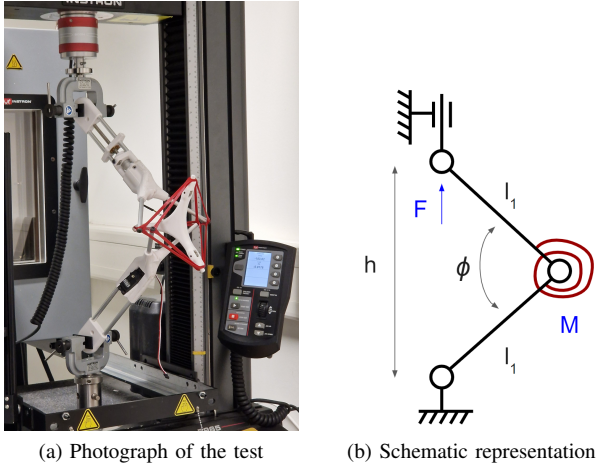 INSTRON
INSTRON
F
l₁
h
ϕ
M
l₁
(a) Photograph of the test
(b) Schematic representation